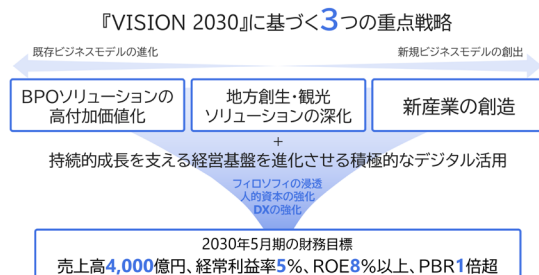 『VISION 2030』に基づく3つの重点戦略
既存ビジネスモデルの進化
新規ビジネスモデルの創出
BPOソリューションの
高付加価値化
地方創生・観光
ソリューションの深化
新産業の創造
+
持続的成長を支える経営基盤を進化させる積極的なデジタル活用
フィロソフィの浸透
人的資本の強化
DXの強化
2030年5月期の財務目標
売上高4,000億円、経常利益率5%、ROE8%以上、PBR1倍超